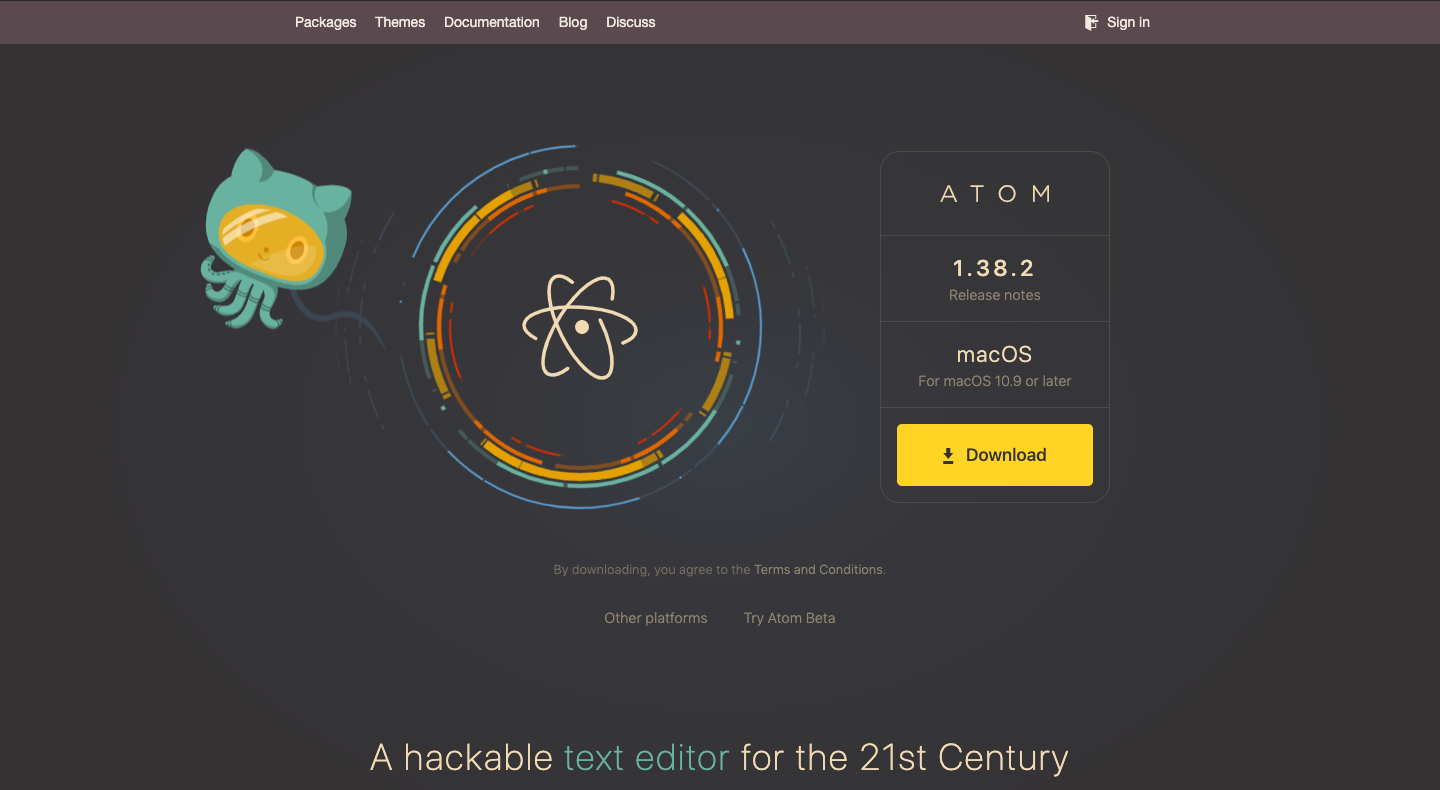 Packages Themes Documentation Blog Discuss Sign in
ATOM
1.38.2
Release notes
macOS
For macOS 10.9 or later
Download
By downloading, you agree to the Terms and Conditions.
Other platforms Try Atom Beta
A hackable text editor for the 21st Century